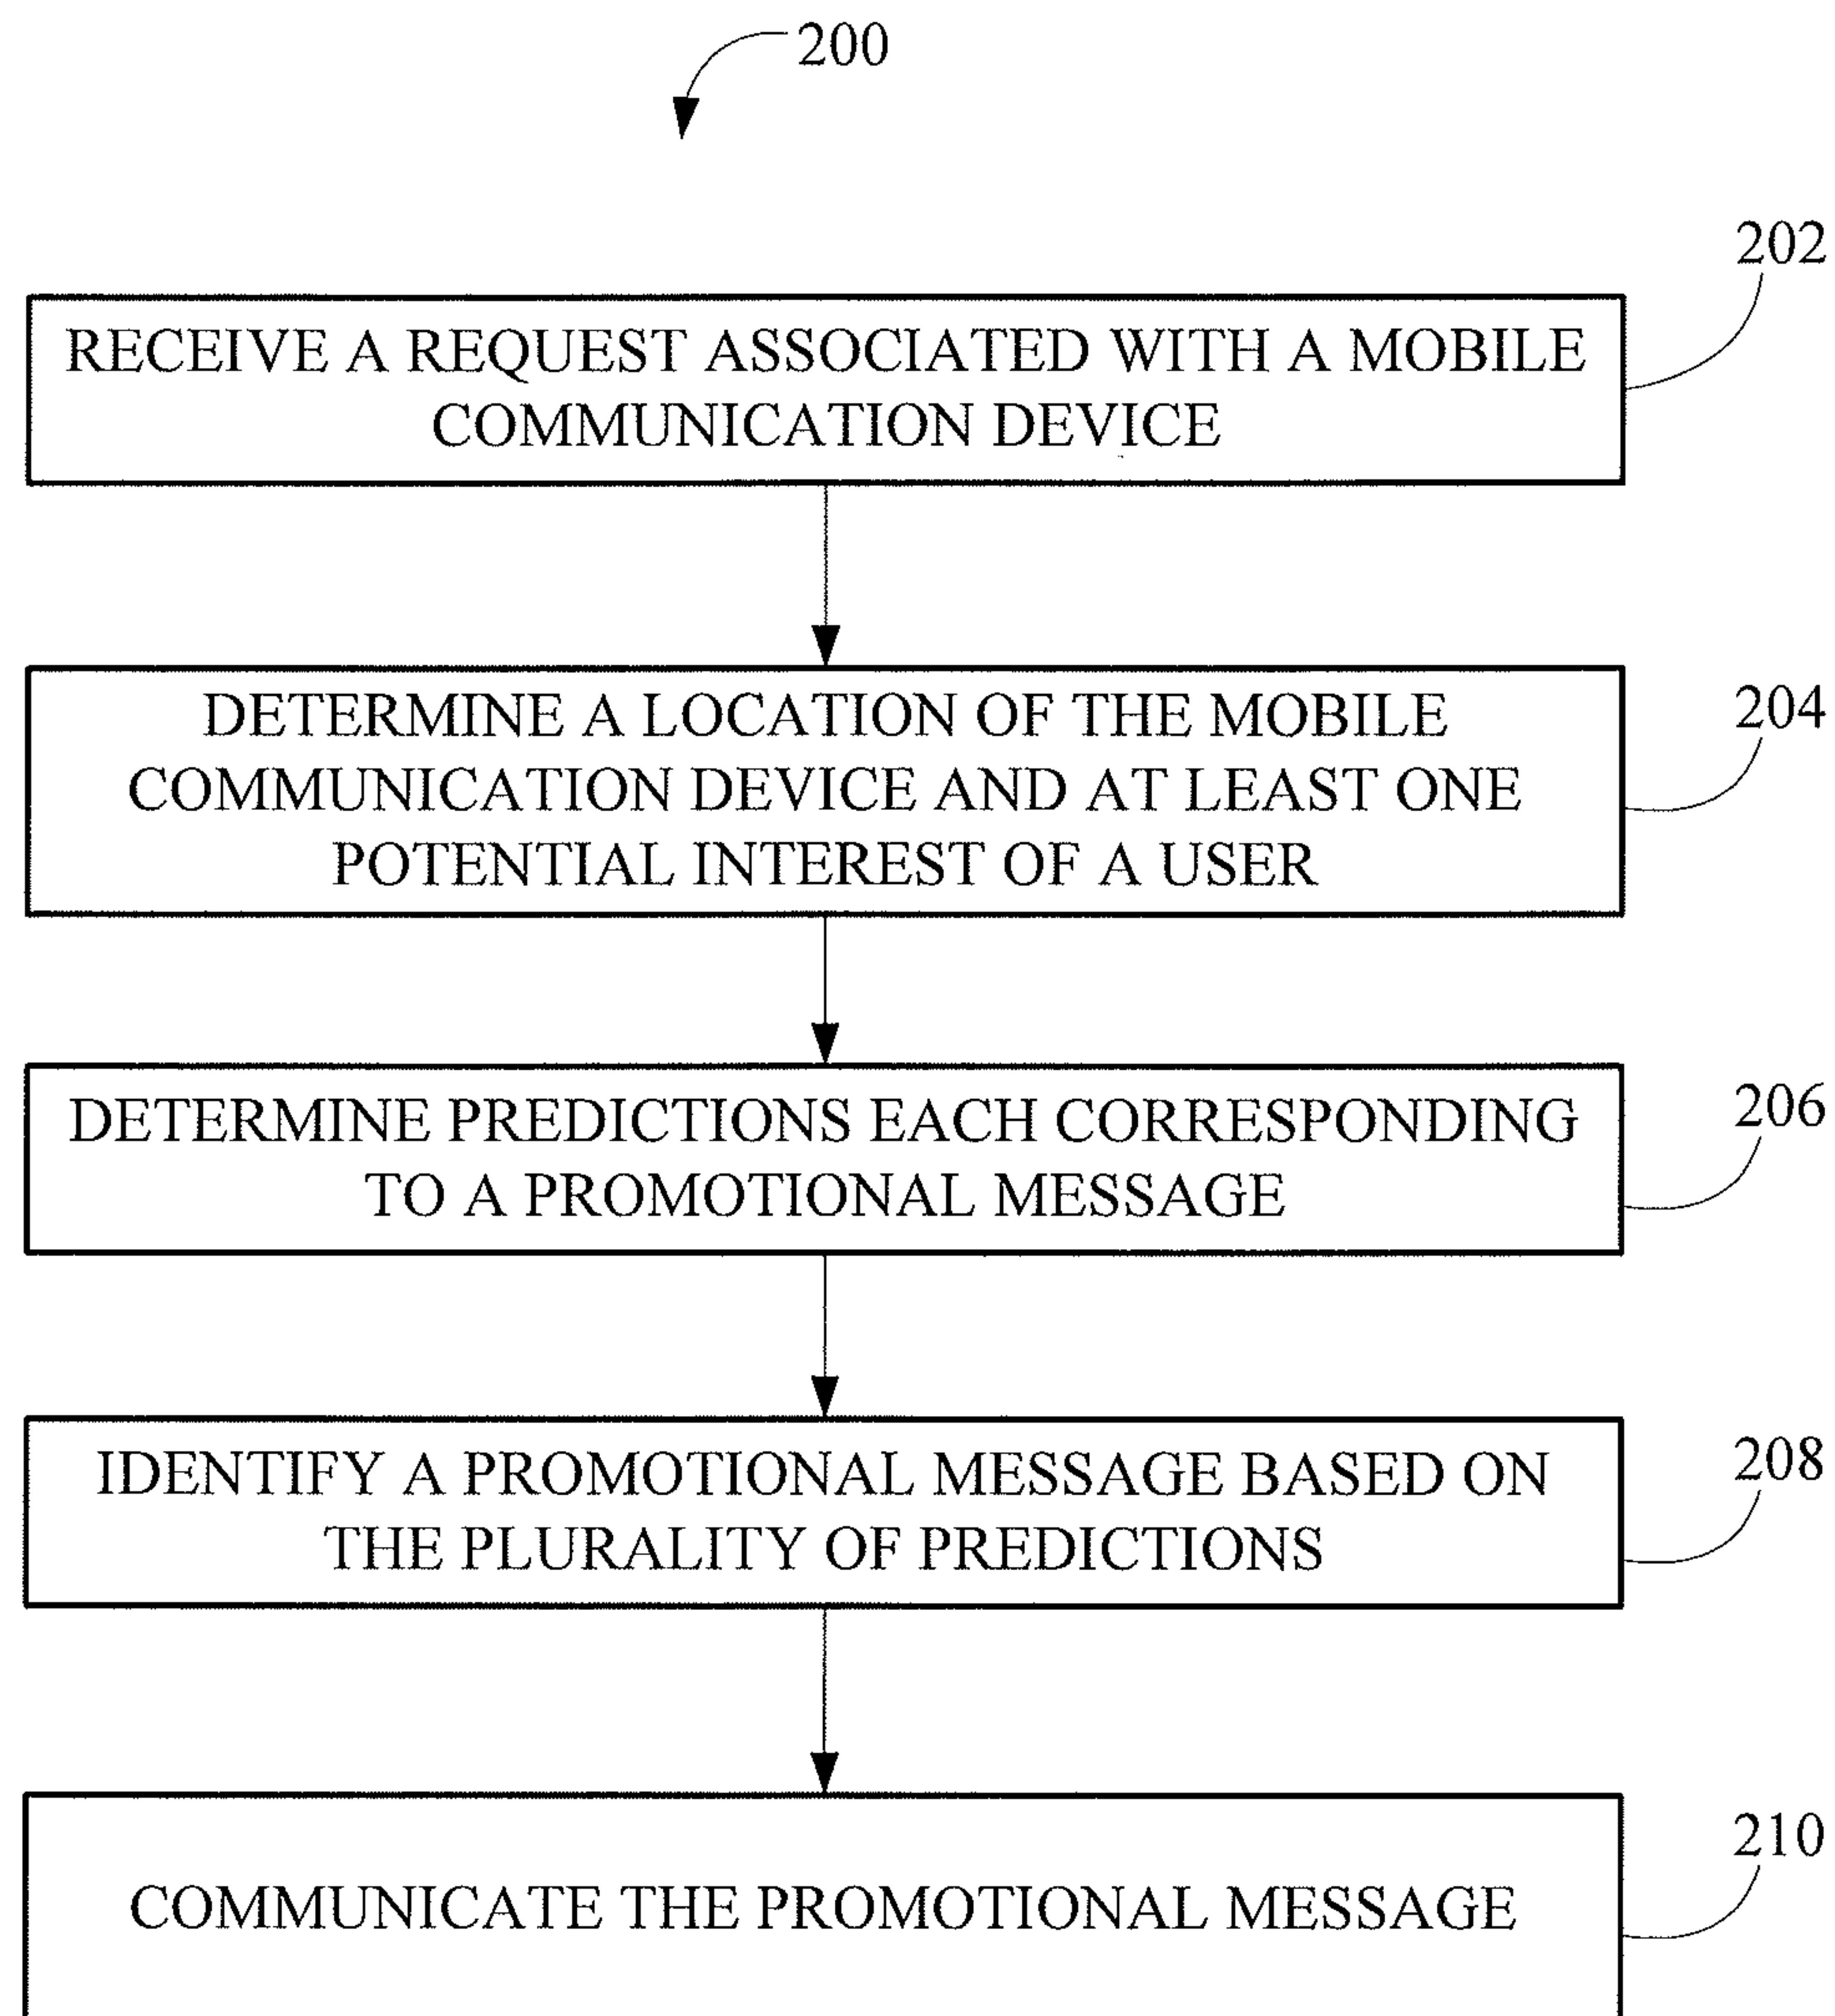 200
202
RECEIVE A REQUEST ASSOCIATED WITH A MOBILE
COMMUNICATION DEVICE
204
DETERMINE A LOCATION OF THE MOBILE
COMMUNICATION DEVICE AND AT LEAST ONE
POTENTIAL INTEREST OF A USER
206
DETERMINE PREDICTIONS EACH CORRESPONDING
TO A PROMOTIONAL MESSAGE
208
IDENTIFY A PROMOTIONAL MESSAGE BASED ON
THE PLURALITY OF PREDICTIONS
210
COMMUNICATE THE PROMOTIONAL MESSAGE